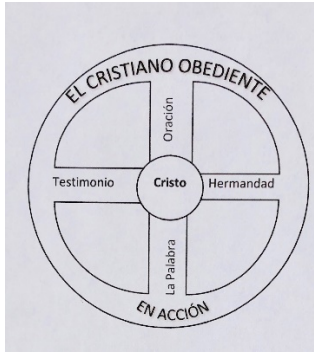 EL CRISTIANO OBEDIENTE
Oración
Testimonio
Cristo
Hermandad
La Palabra
EN ACCIÓN